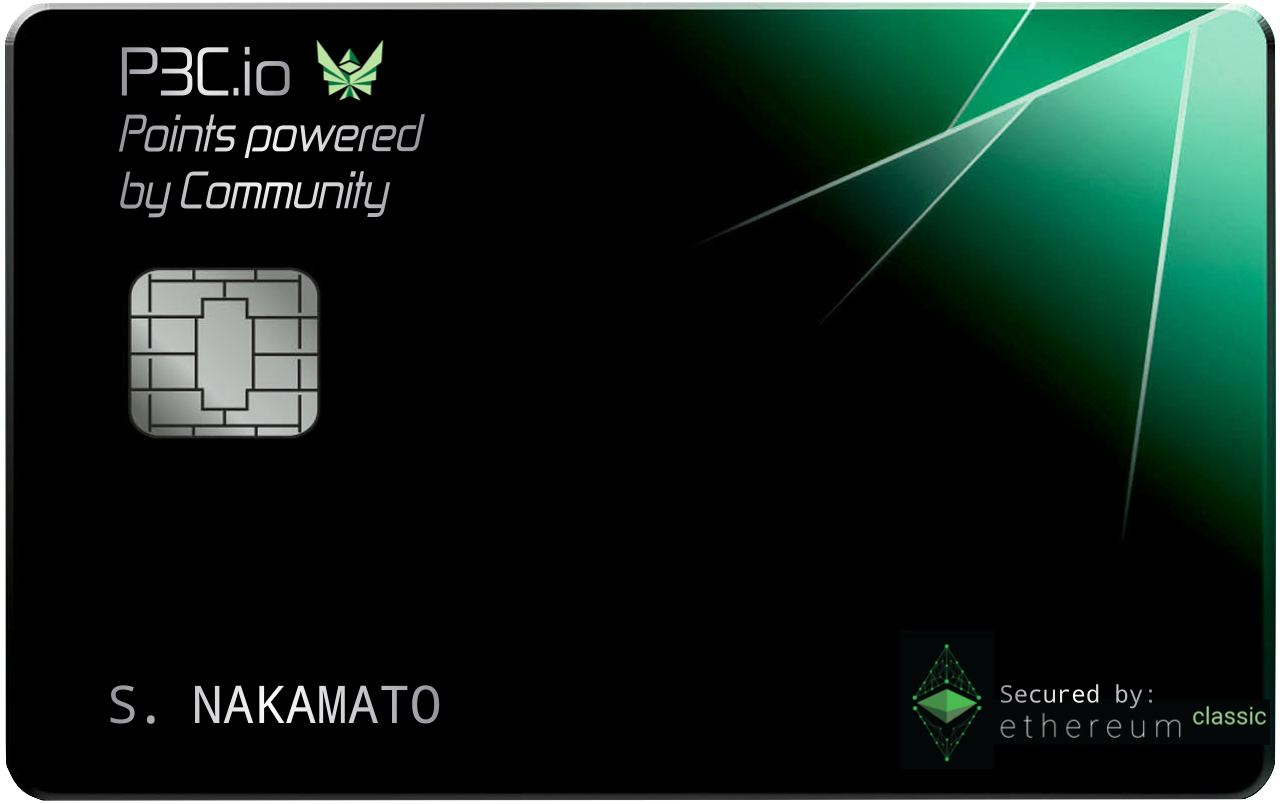 P3C.io
Points powered
by Community
S. NAKAMATO
Secured by:
ethereum classic